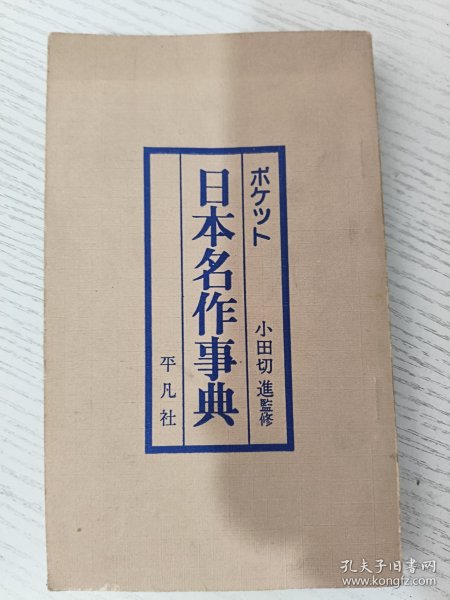 ポケット
日本名作事典
小田切 進監修
平凡社
孔夫子旧书网
www.kongfz.com